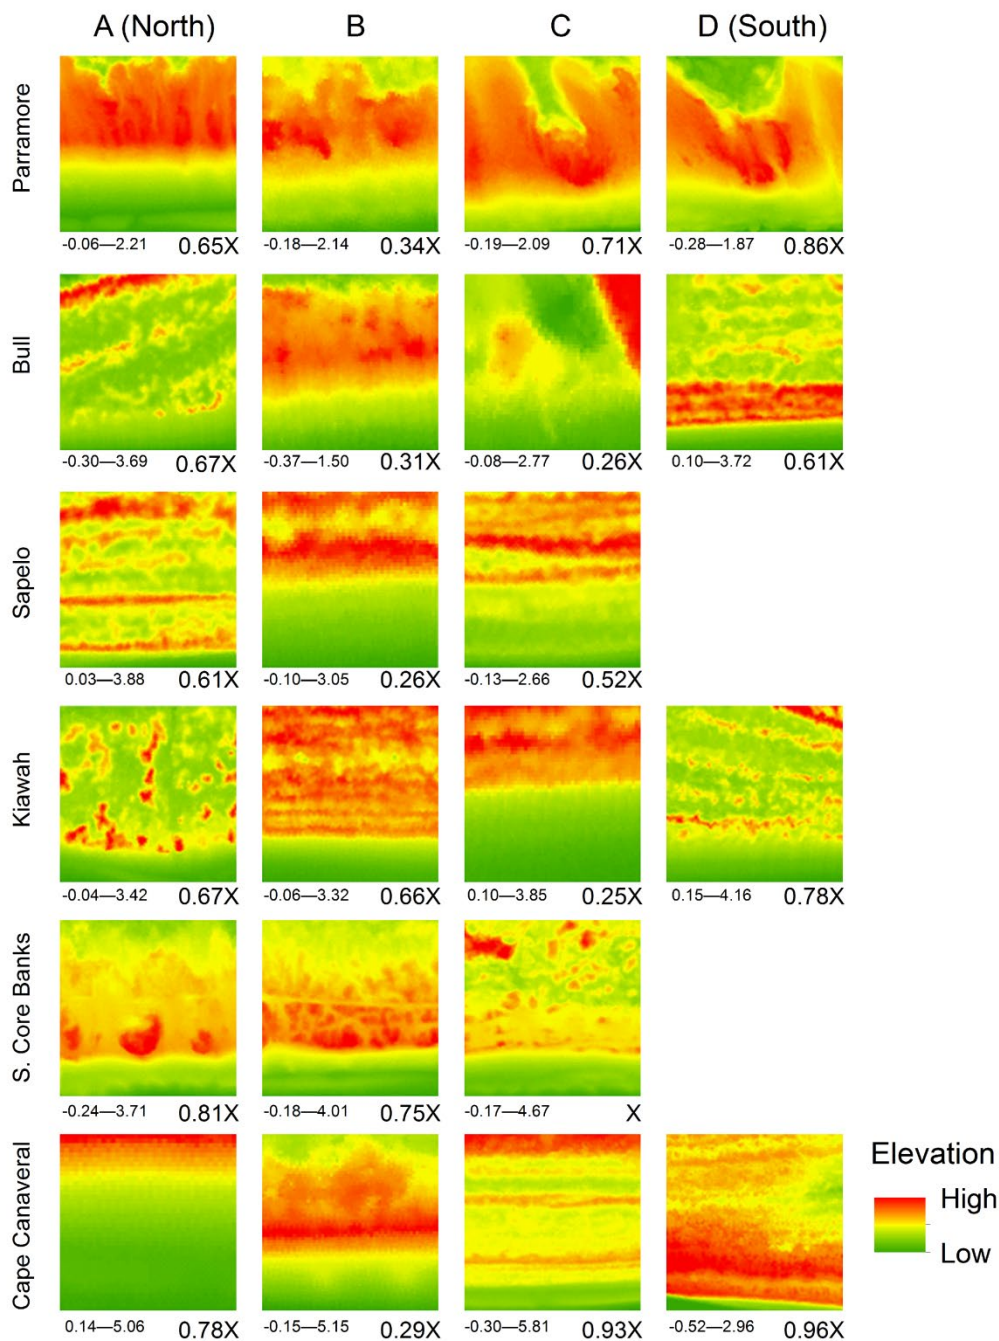 A (North) B C D (South)
Parramore
-0.06—2.21 0.65X -0.18—2.14 0.34X -0.19—2.09 0.71X -0.28—1.87 0.86X
Bull
-0.30—3.69 0.67X -0.37—1.50 0.31X -0.08—2.77 0.26X 0.10—3.72 0.61X
Sapelo
0.03—3.88 0.61X -0.10—3.05 0.26X -0.13—2.66 0.52X
Kiawah
-0.04—3.42 0.67X -0.06—3.32 0.66X 0.10—3.85 0.25X 0.15—4.16 0.78X
S. Core Banks
-0.24—3.71 0.81X -0.18—4.01 0.75X -0.17—4.67 X
Cape Canaveral
0.14—5.06 0.78X -0.15—5.15 0.29X -0.30—5.81 0.93X -0.52—2.96 0.96X
Elevation
High
Low